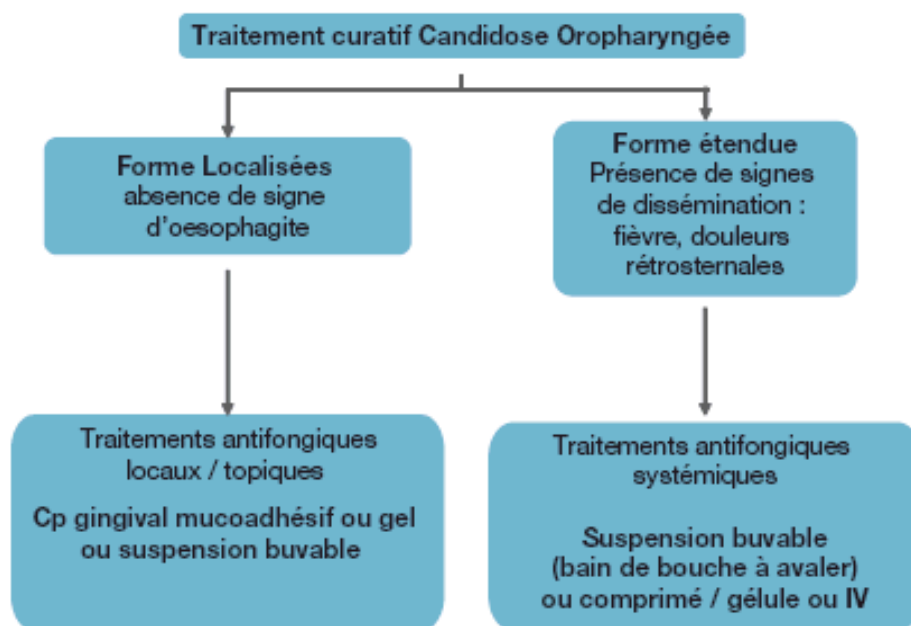 Traitement curatif Candidose Oropharyngée
Forme Localisées
absence de signe
d'oesophagite
Forme étendue
Présence de signes
de dissémination :
fièvre, douleurs
rétrosternales
Traitements antifongiques
locaux / topiques
Cp gingival mucoadhésif ou gel
ou suspension buvable
Traitements antifongiques
systémiques
Suspension buvable
(bain de bouche à avaler)
ou comprimé / gélule ou IV